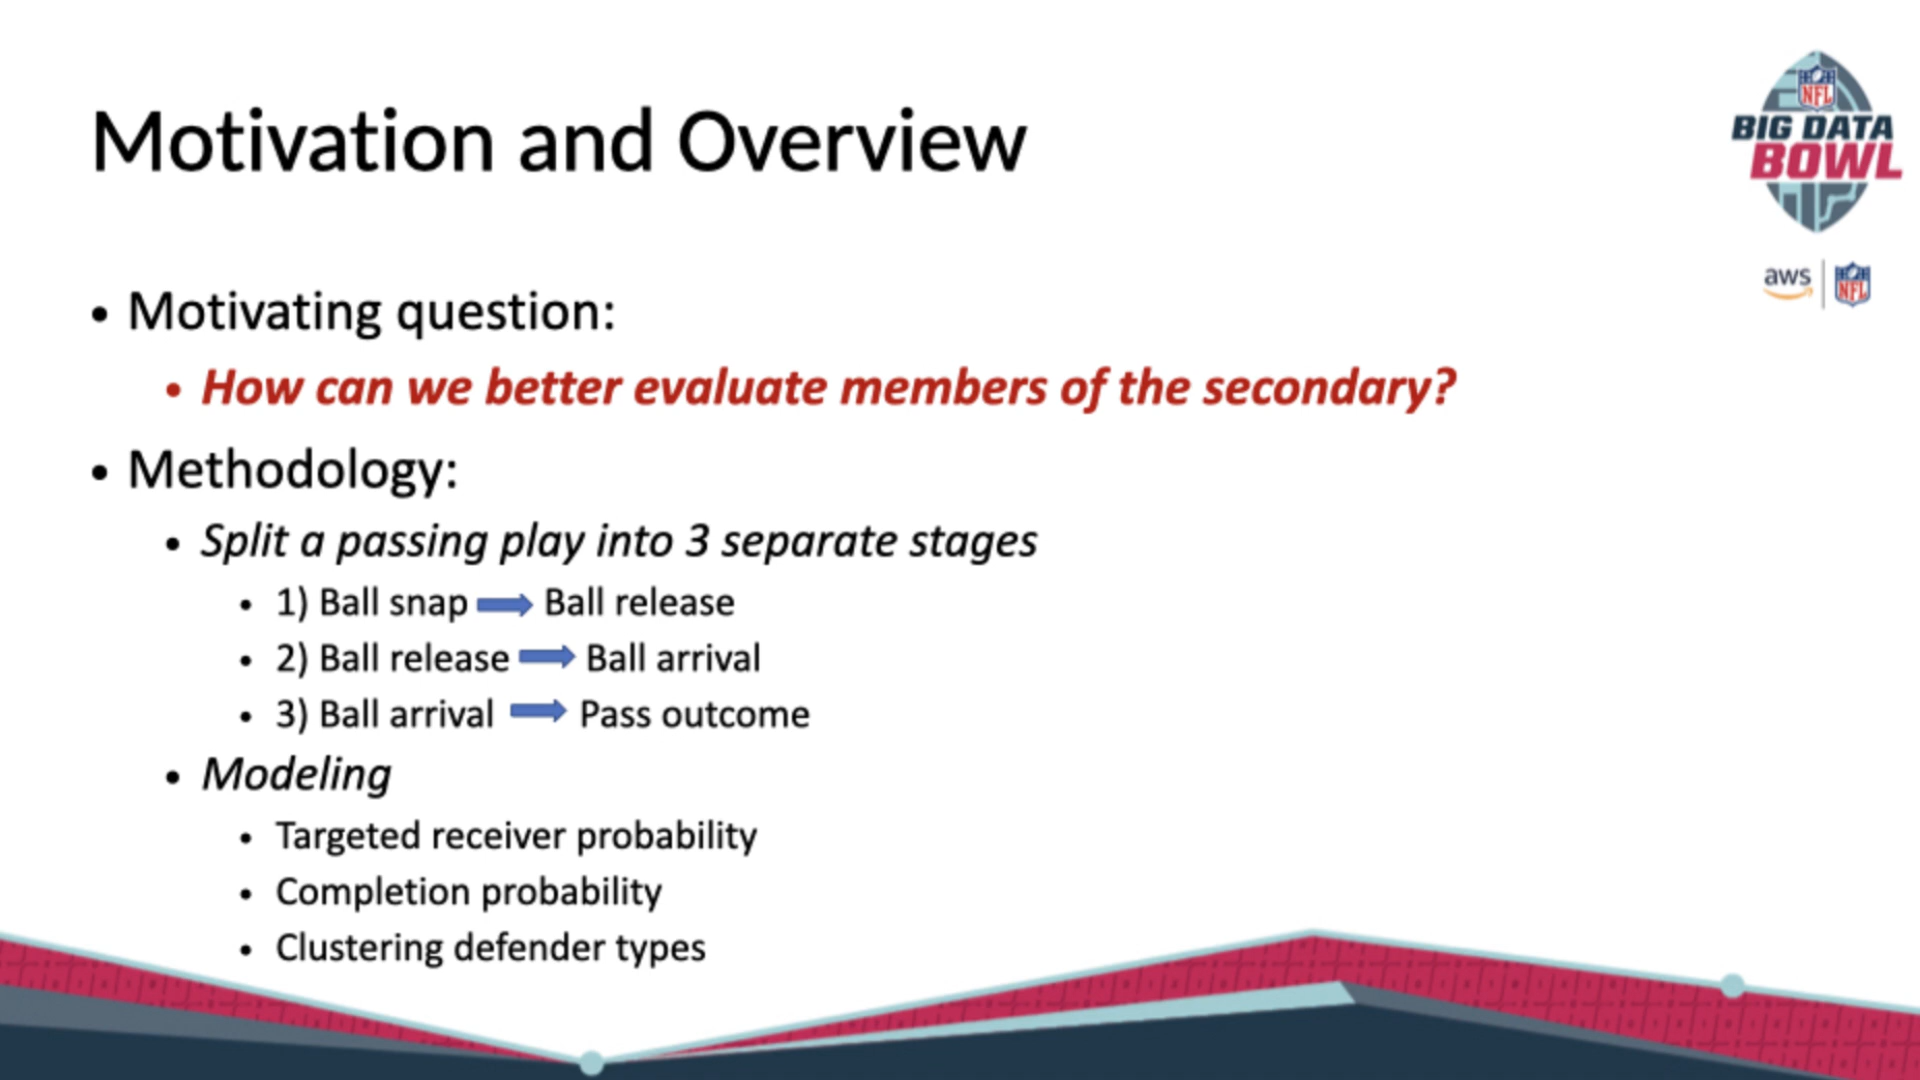 Motivation and Overview
NFL
BIG DATA
BOWL
aws
NFL
• Motivating question:
• How can we better evaluate members of the secondary?
• Methodology:
• Split a passing play into 3 separate stages
• 1) Ball snap ➡ Ball release
• 2) Ball release ➡ Ball arrival
• 3) Ball arrival ➡ Pass outcome
• Modeling
• Targeted receiver probability
• Completion probability
• Clustering defender types